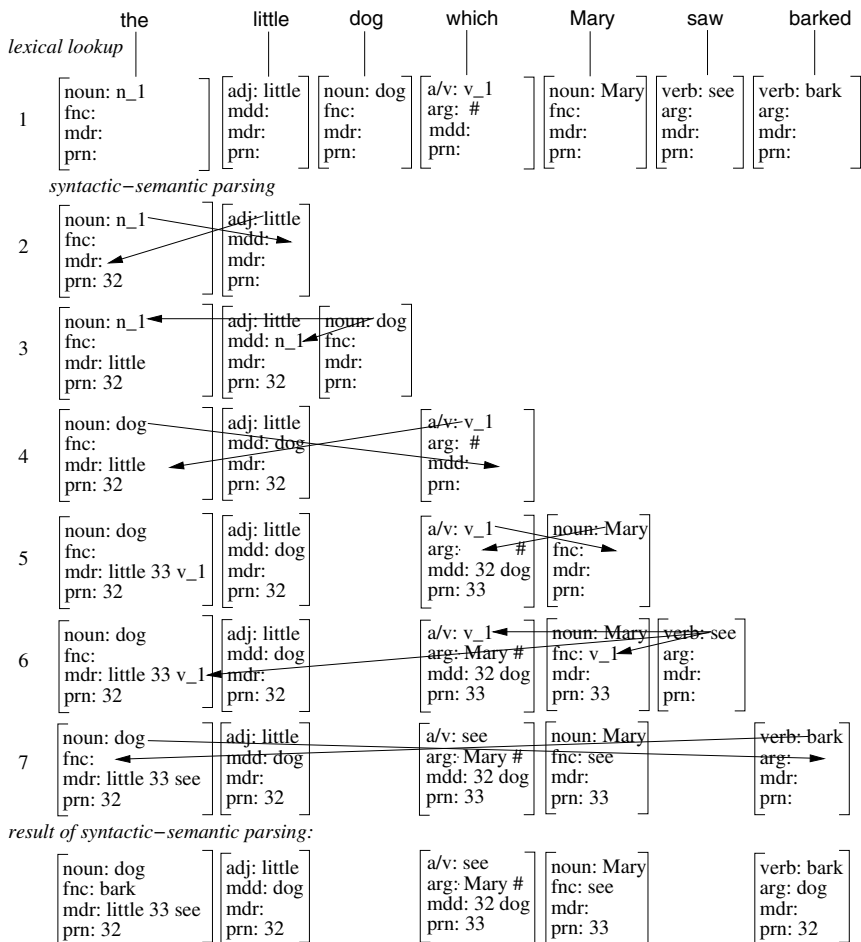 the little dog which Mary saw barked
lexical lookup
noun: n_1 adj: little noun: dog a/v: v_1 noun: Mary verb: see verb: bark
fnc: mdd: fnc: arg: # fnc: arg: arg:
1 mdr: mdr: mdr: mdd: mdr: mdr: mdr:
prn: prn: prn: prn: prn: prn: prn:
syntactic−semantic parsing
noun: n_1 adj: little
2 fnc: mdd:
mdr: mdr:
prn: 32 prn:
noun: n_1 adj: little noun: dog
3 fnc: mdd: n_1 fnc:
mdr: little mdr: mdr:
prn: 32 prn: 32 prn:
noun: dog adj: little a/v: v_1
4 fnc: mdd: dog arg: #
mdr: little mdr: mdd:
prn: 32 prn: 32 prn:
noun: dog adj: little a/v: v_1 noun: Mary
5 fnc: mdd: dog arg: # fnc:
mdr: little 33 v_1 mdr: mdd: 32 dog mdr:
prn: 32 prn: 32 prn: 33 prn:
noun: dog adj: little a/v: v_1 noun: Mary verb: see
6 fnc: mdd: dog arg: Mary # fnc: v_1 arg:
mdr: little 33 v_1 mdr: mdd: 32 dog mdr: mdr:
prn: 32 prn: 32 prn: 33 prn: 33 prn:
noun: dog adj: little a/v: see noun: Mary verb: bark
7 fnc: mdd: dog arg: Mary # fnc: see arg:
mdr: little 33 see mdr: mdd: 32 dog mdr: mdr:
prn: 32 prn: 32 prn: 33 prn: 33 prn:
result of syntactic−semantic parsing:
noun: dog adj: little a/v: see noun: Mary verb: bark
fnc: bark mdd: dog arg: Mary # fnc: see arg: dog
mdr: little 33 see mdr: mdd: 32 dog mdr: mdr:
prn: 32 prn: 32 prn: 33 prn: 33 prn: 32